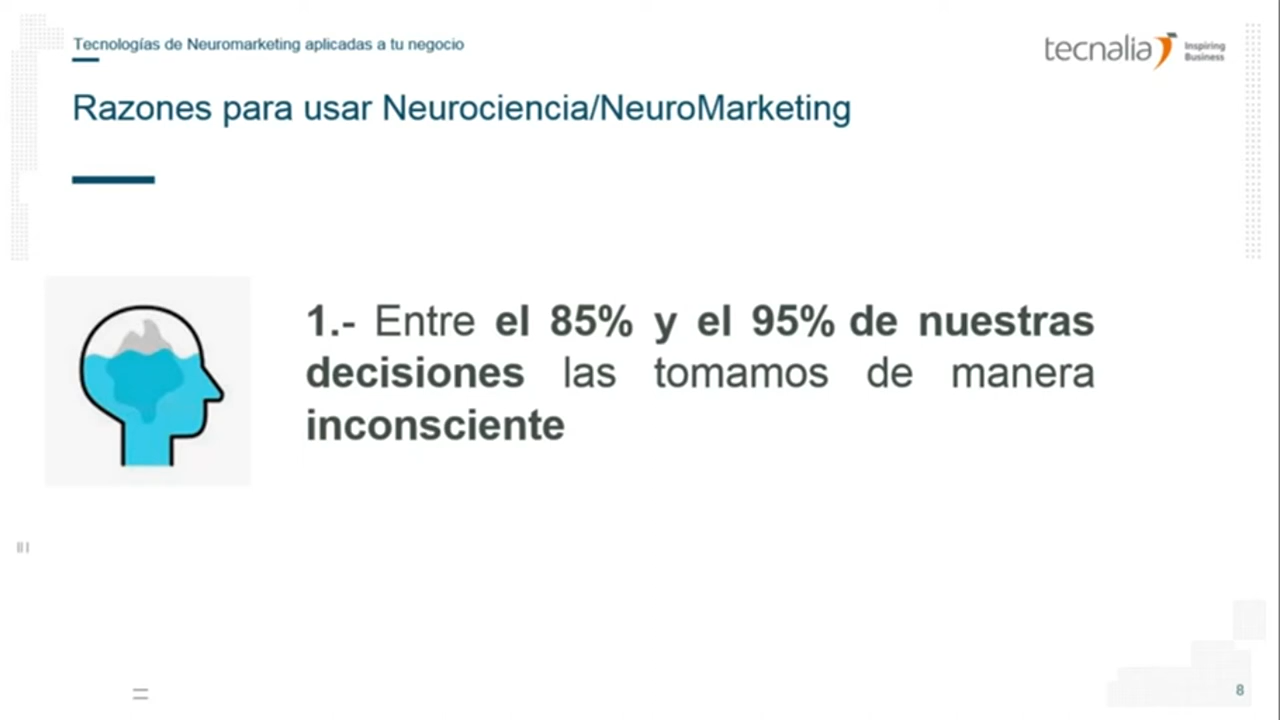 Tecnologías de Neuromarketing aplicadas a tu negocio
tecnalia Inspiring Business
Razones para usar Neurociencia/NeuroMarketing
1.- Entre el 85% y el 95% de nuestras
decisiones las tomamos de manera
inconsciente
8